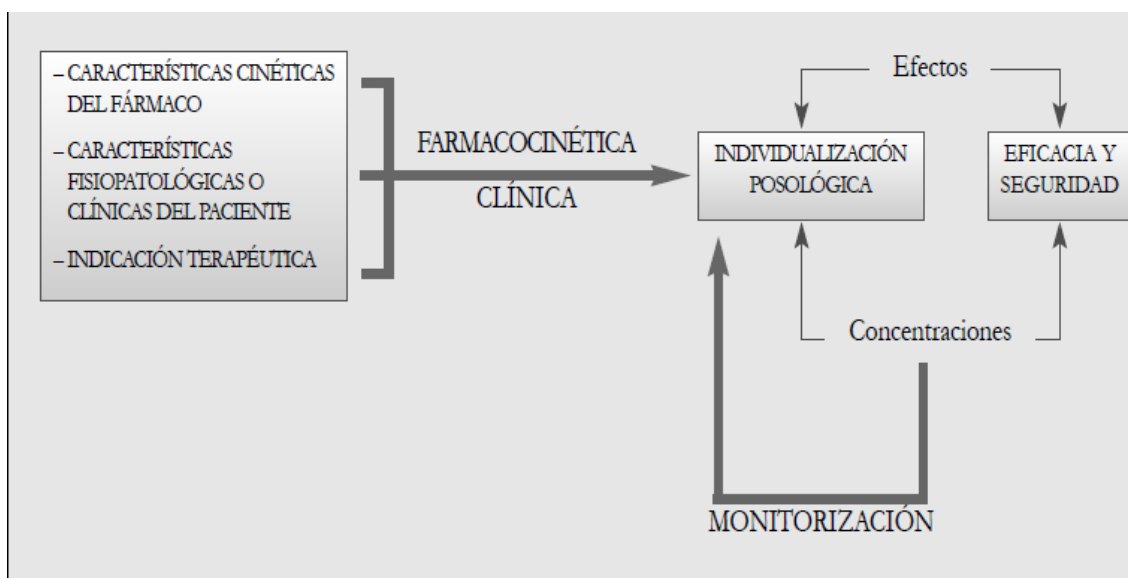 – CARACTERÍSTICAS CINÉTICAS
DEL FÁRMACO
– CARACTERÍSTICAS
FISIOPATOLÓGICAS O
CLÍNICAS DEL PACIENTE
– INDICACIÓN TERAPÉUTICA
FARMACOCINÉTICA
CLÍNICA
Efectos
INDIVIDUALIZACIÓN
POSOLÓGICA
EFICACIA Y
SEGURIDAD
Concentraciones
MONITORIZACIÓN